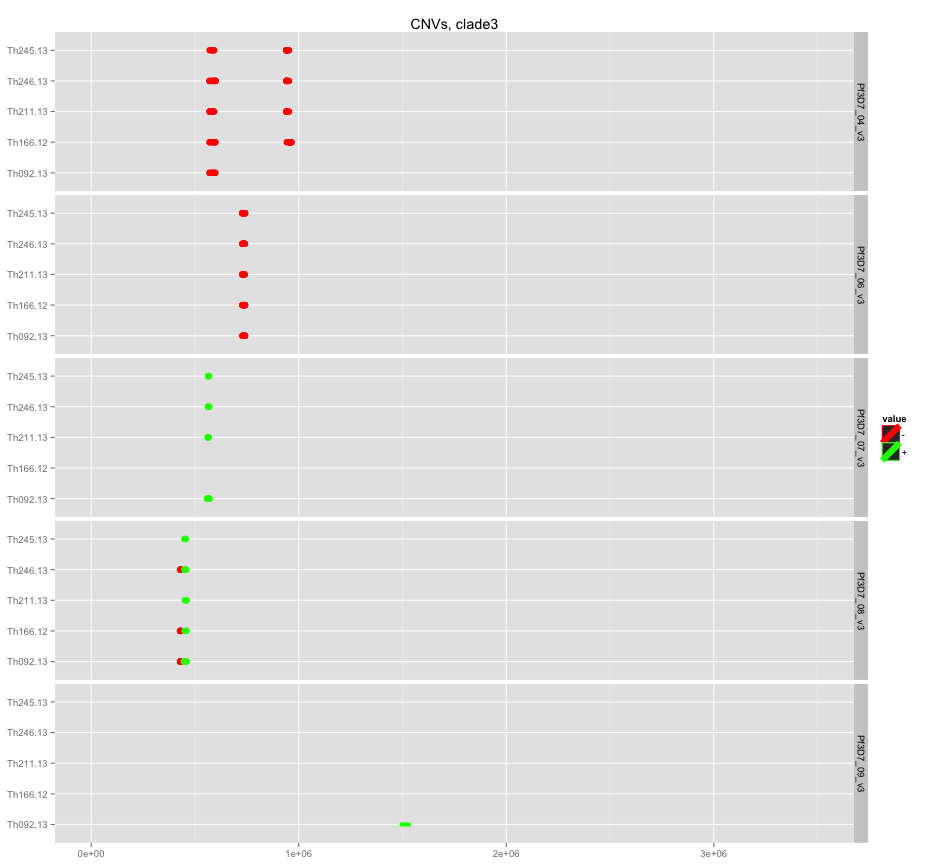 CNVs, clade3
Th245.13
Th246.13
Th211.13
Th166.12
Th092.13
Pf3D7_04_v3
Th245.13
Th246.13
Th211.13
Th166.12
Th092.13
Pf3D7_06_v3
Th245.13
Th246.13
Th211.13
Th166.12
Th092.13
Pf3D7_07_v3
value
-
+
Th245.13
Th246.13
Th211.13
Th166.12
Th092.13
Pf3D7_08_v3
Th245.13
Th246.13
Th211.13
Th166.12
Th092.13
Pf3D7_09_v3
0e+00 1e+06 2e+06 3e+06